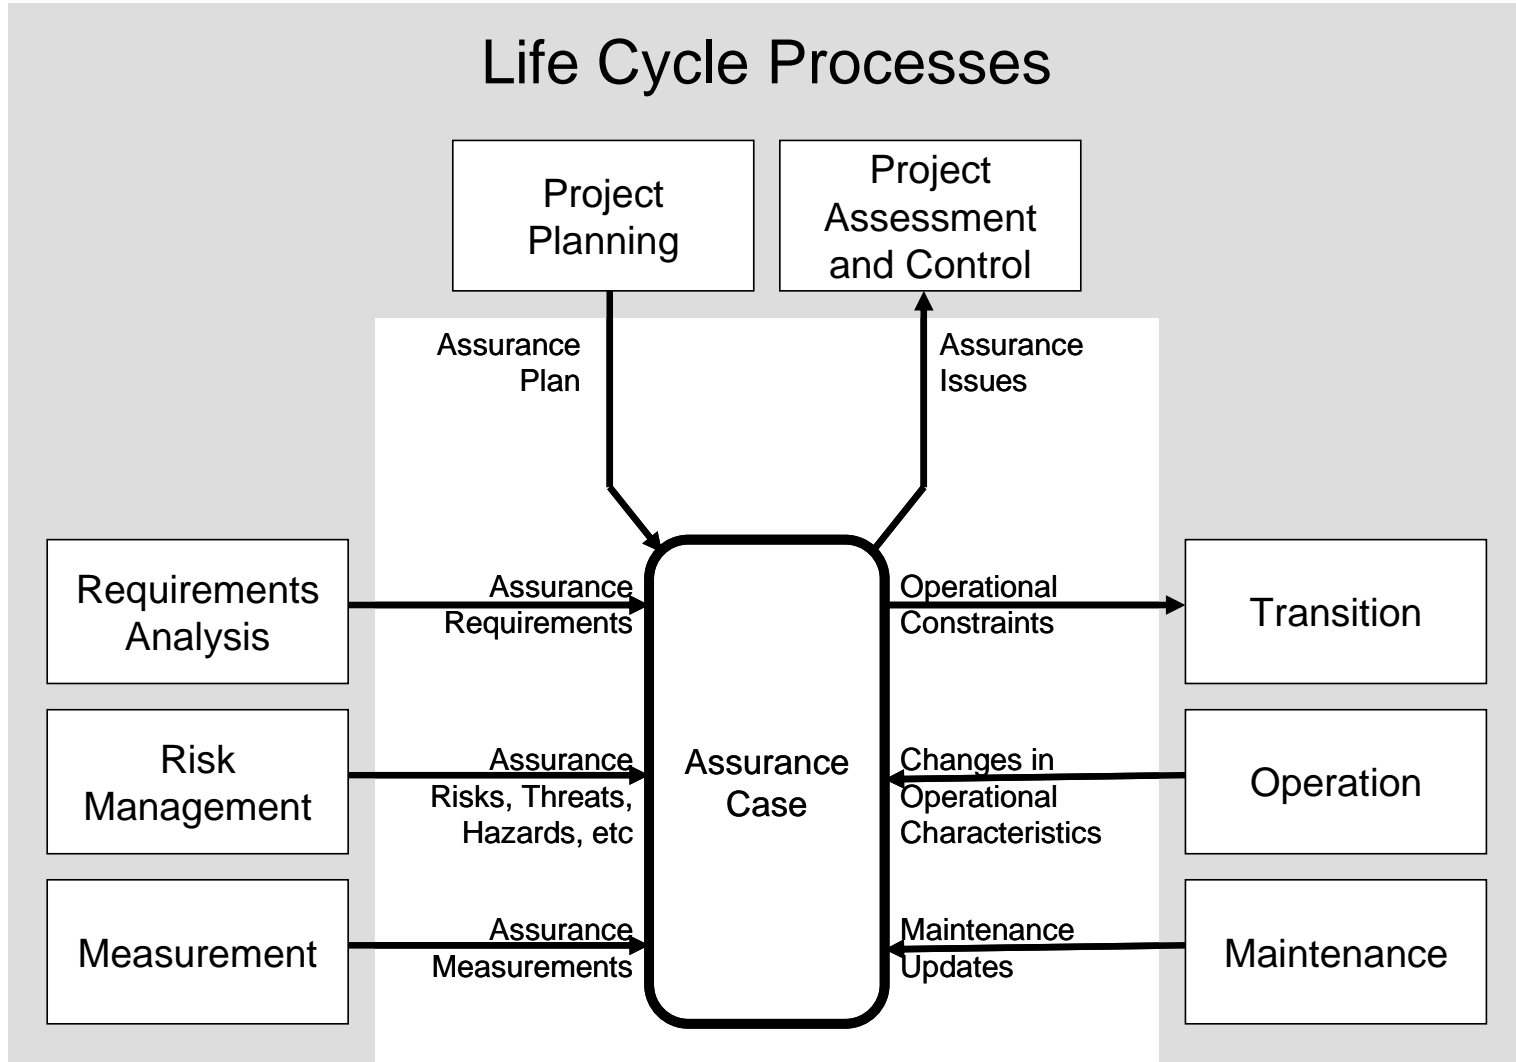 Life Cycle Processes
Project
Planning
Project
Assessment
and Control
Assurance
Plan
Assurance
Issues
Requirements
Analysis
Assurance
Requirements
Operational
Constraints
Transition
Risk
Management
Assurance
Risks, Threats,
Hazards, etc
Assurance
Case
Changes in
Operational
Characteristics
Operation
Measurement
Assurance
Measurements
Maintenance
Updates
Maintenance